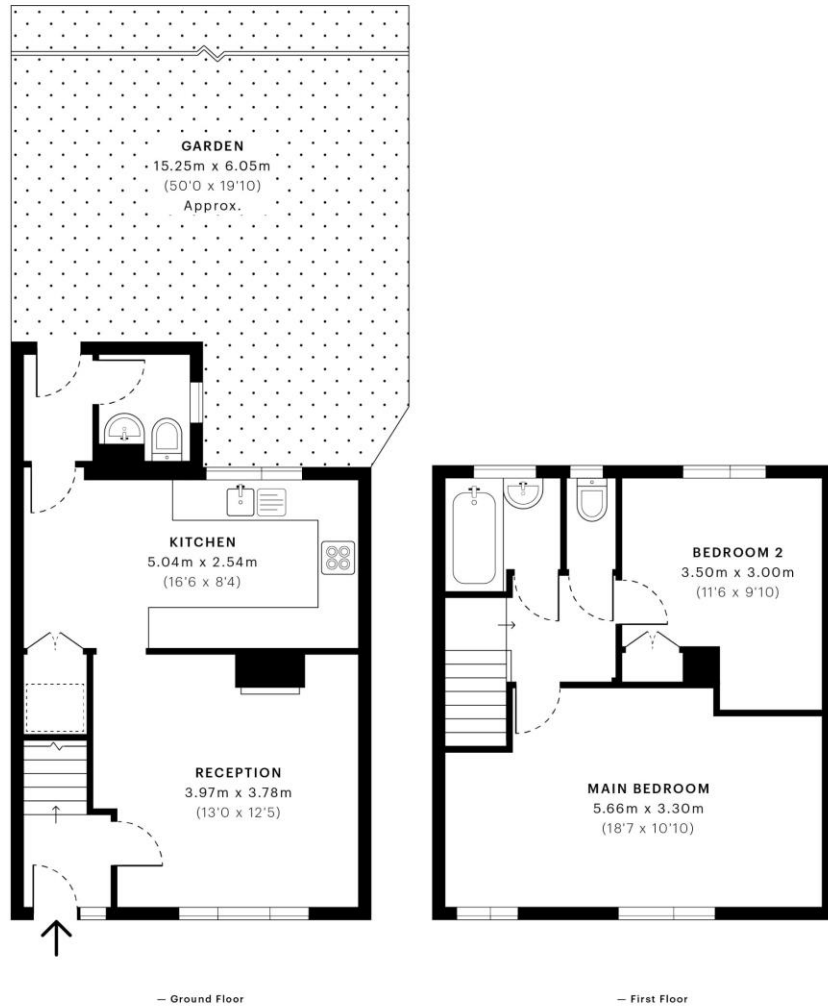 GARDEN
15.25m x 6.05m
(50'0 x 19'10)
Approx.
KITCHEN
5.04m x 2.54m
(16'6 x 8'4)
RECEPTION
3.97m x 3.78m
(13'0 x 12'5)
BEDROOM 2
3.50m x 3.00m
(11'6 x 9'10)
MAIN BEDROOM
5.66m x 3.30m
(18'7 x 10'10)
— Ground Floor
— First Floor